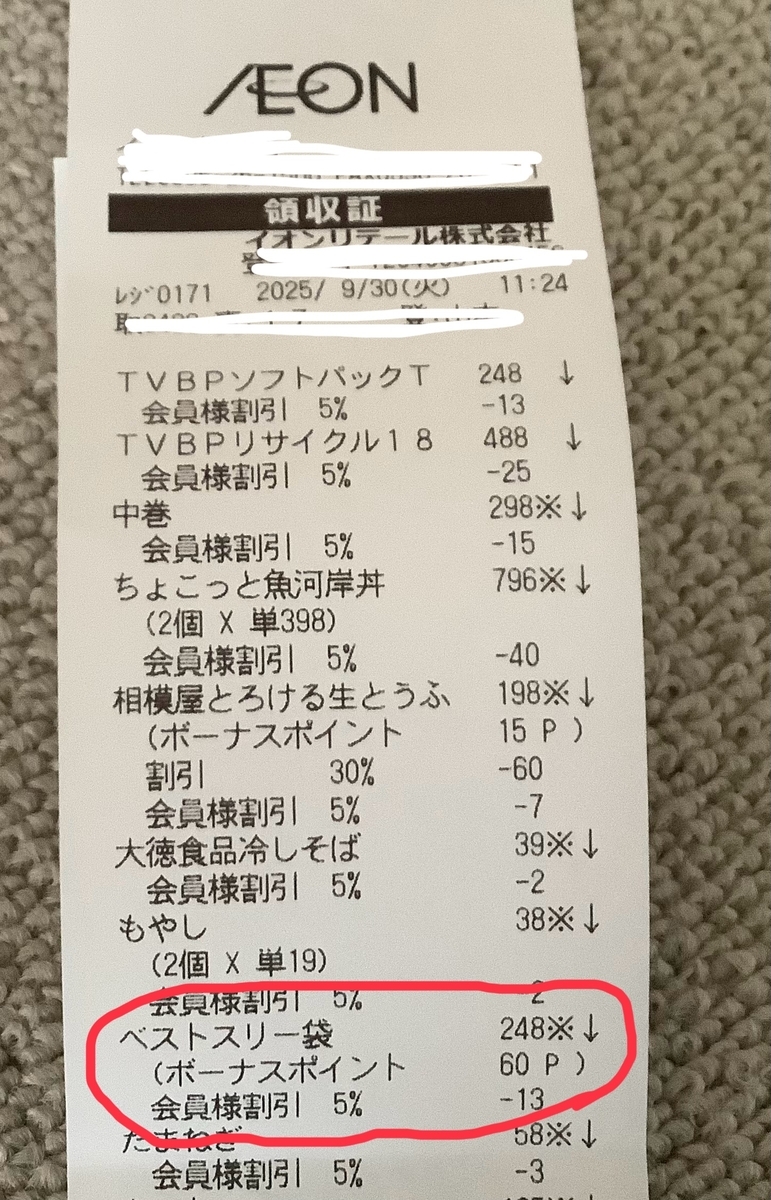 ÆON
領収証
イオンリテール株式会社
ﾚｼﾞ0171 2025/ 9/30(火) 11:24
TVBPソフトパックT 248 ↓
会員様割引 5% -13
TVBPリサイクル18 488 ↓
会員様割引 5% -25
中巻 298※↓
会員様割引 5% -15
ちょこっと魚河岸丼 796※↓
(2個 X 単398)
会員様割引 5% -40
相模屋とろける生とうふ 198※↓
(ボーナスポイント 15 P )
割引 30% -60
会員様割引 5% -7
大徳食品冷しそば 39※↓
会員様割引 5% -2
もやし 38※↓
(2個 X 単19)
会員様割引 5% -2
ベストスリー袋 248※↓
(ボーナスポイント 60 P )
会員様割引 5% -13
たまねぎ 58※↓
会員様割引 5% -3